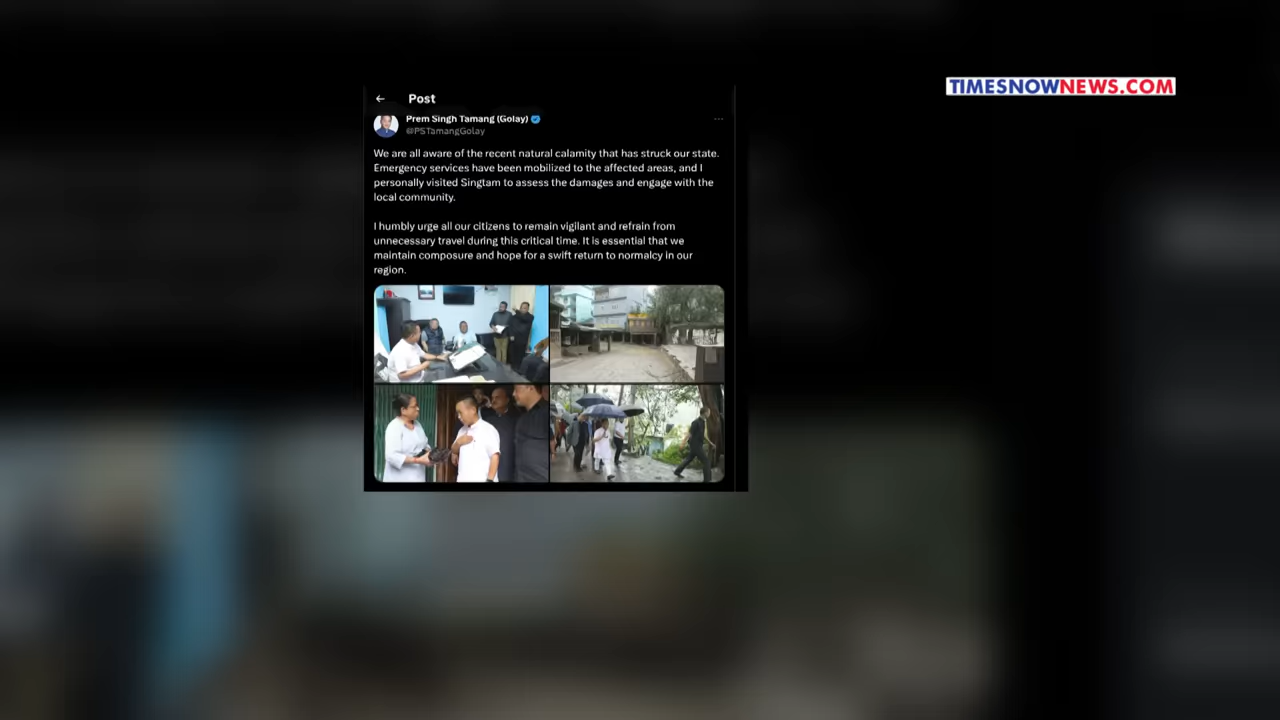 TIMESNOWNEWS.COM
Post
Prem Singh Tamang (Golay)
@PSTamangGolay
We are all aware of the recent natural calamity that has struck our state.
Emergency services have been mobilized to the affected areas, and I
personally visited Singtam to assess the damages and engage with the
local community.
I humbly urge all our citizens to remain vigilant and refrain from
unnecessary travel during this critical time. It is essential that we
maintain composure and hope for a swift return to normalcy in our
region.